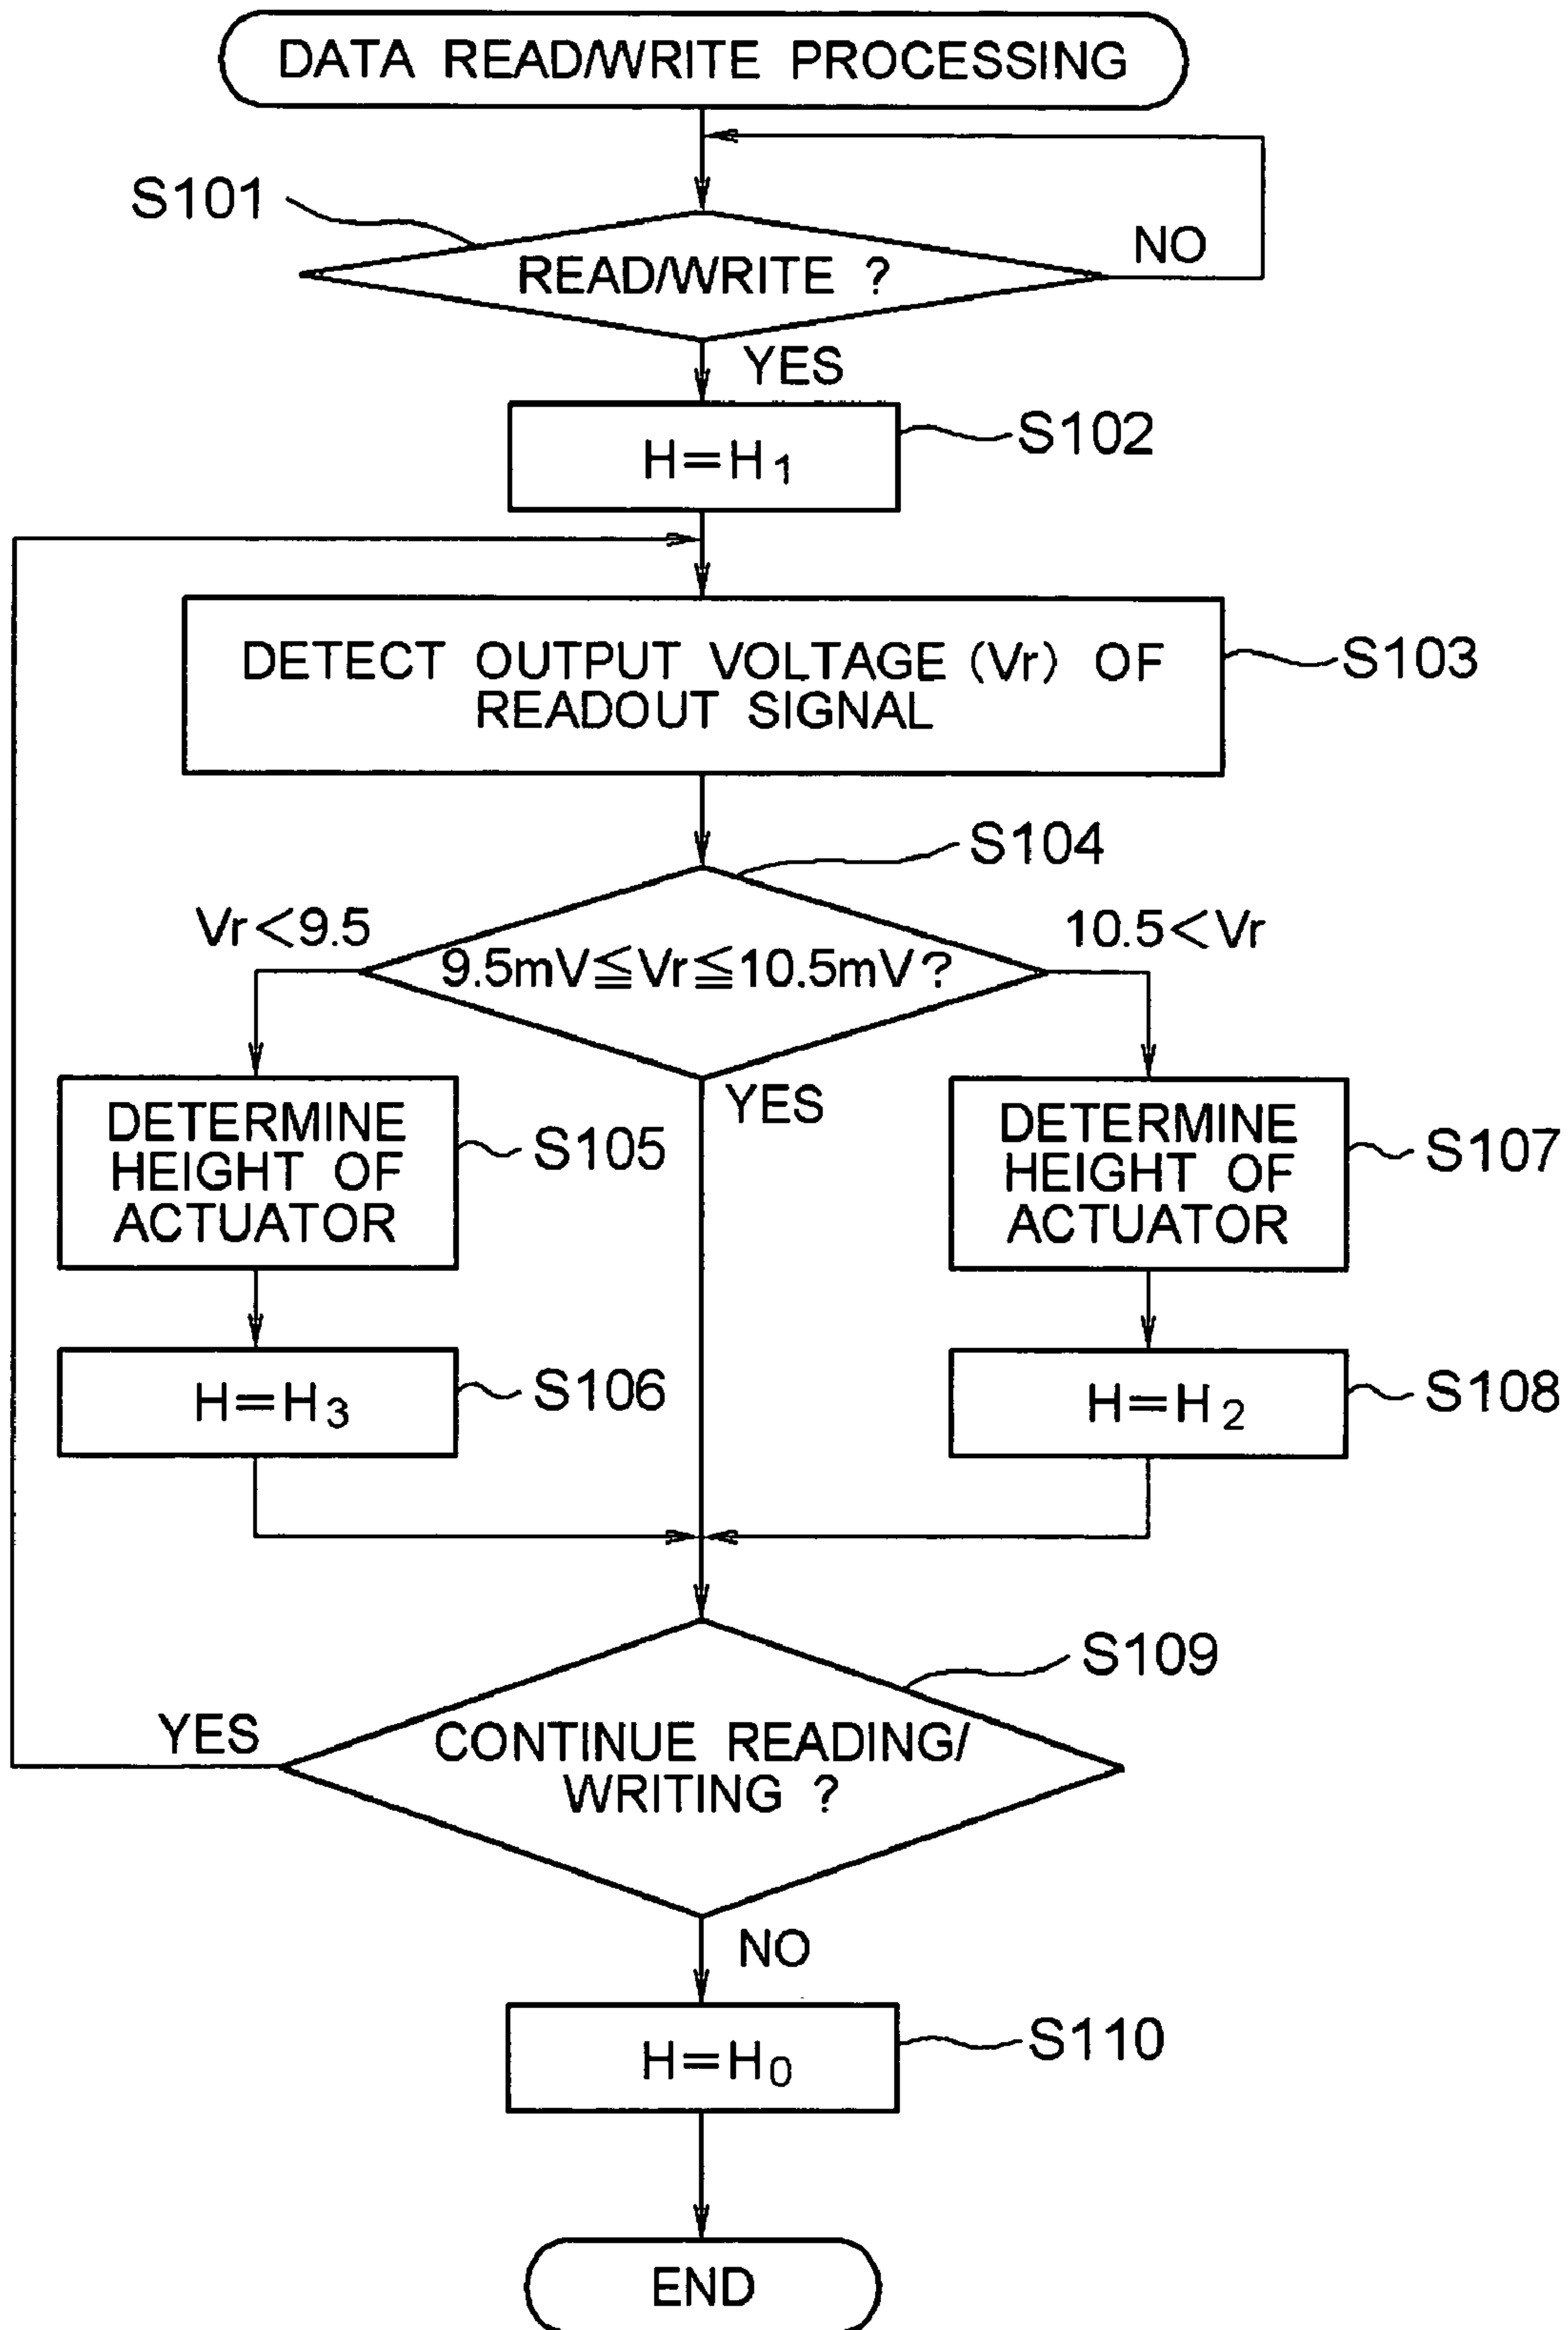 DATA READ/WRITE PROCESSING
S101
READ/WRITE ?
NO
YES
H=H1
S102
DETECT OUTPUT VOLTAGE (Vr) OF
READOUT SIGNAL
S103
S104
Vr<9.5
9.5mV≦Vr≦10.5mV?
10.5<Vr
YES
DETERMINE
HEIGHT OF
ACTUATOR
S105
DETERMINE
HEIGHT OF
ACTUATOR
S107
H=H3
S106
H=H2
S108
S109
YES
CONTINUE READING/
WRITING ?
NO
H=H0
S110
END